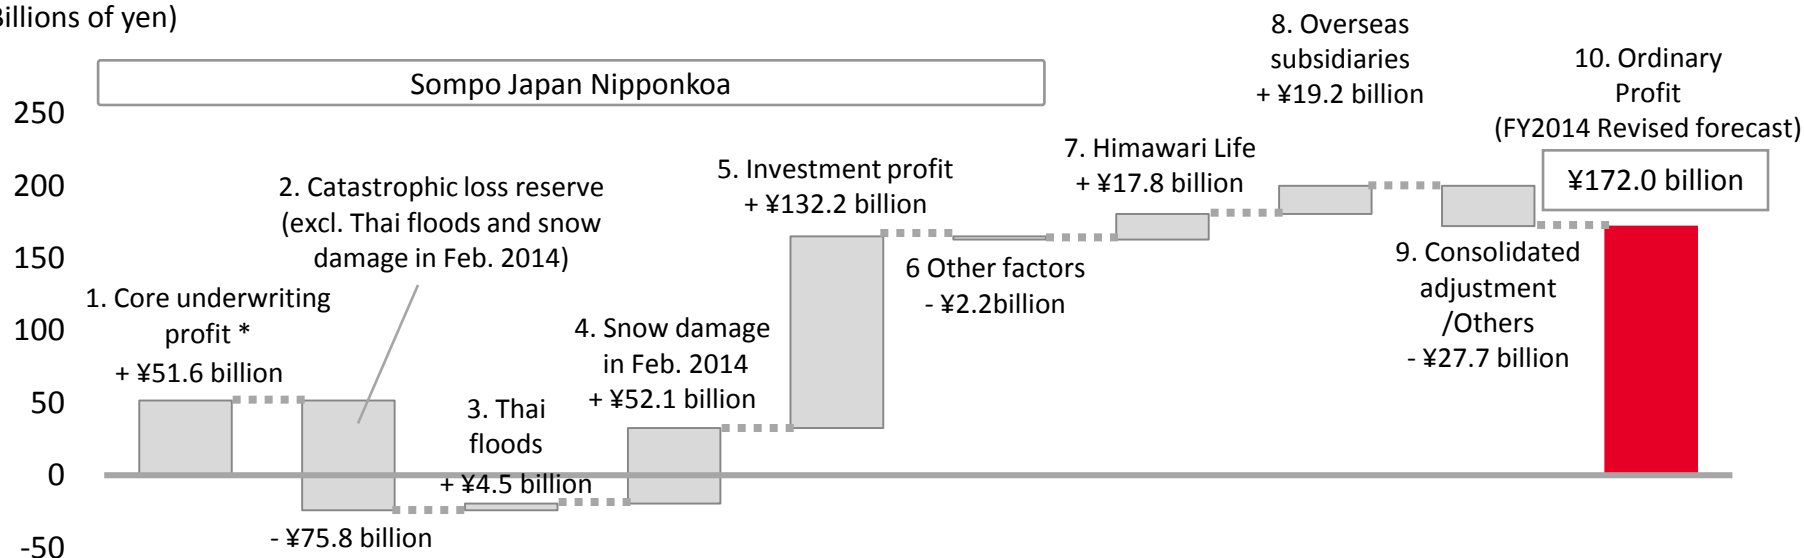 Billions of yen)
Sompo Japan Nipponkoa
250
200
150
100
50
0
-50
1. Core underwriting
profit *
+ ¥51.6 billion
2. Catastrophic loss reserve
(excl. Thai floods and snow
damage in Feb. 2014)
- ¥75.8 billion
3. Thai
floods
+ ¥4.5 billion
4. Snow damage
in Feb. 2014
+ ¥52.1 billion
5. Investment profit
+ ¥132.2 billion
6 Other factors
- ¥2.2billion
7. Himawari Life
+ ¥17.8 billion
8. Overseas
subsidiaries
+ ¥19.2 billion
9. Consolidated
adjustment
/Others
- ¥27.7 billion
10. Ordinary
Profit
(FY2014 Revised forecast)
¥172.0 billion